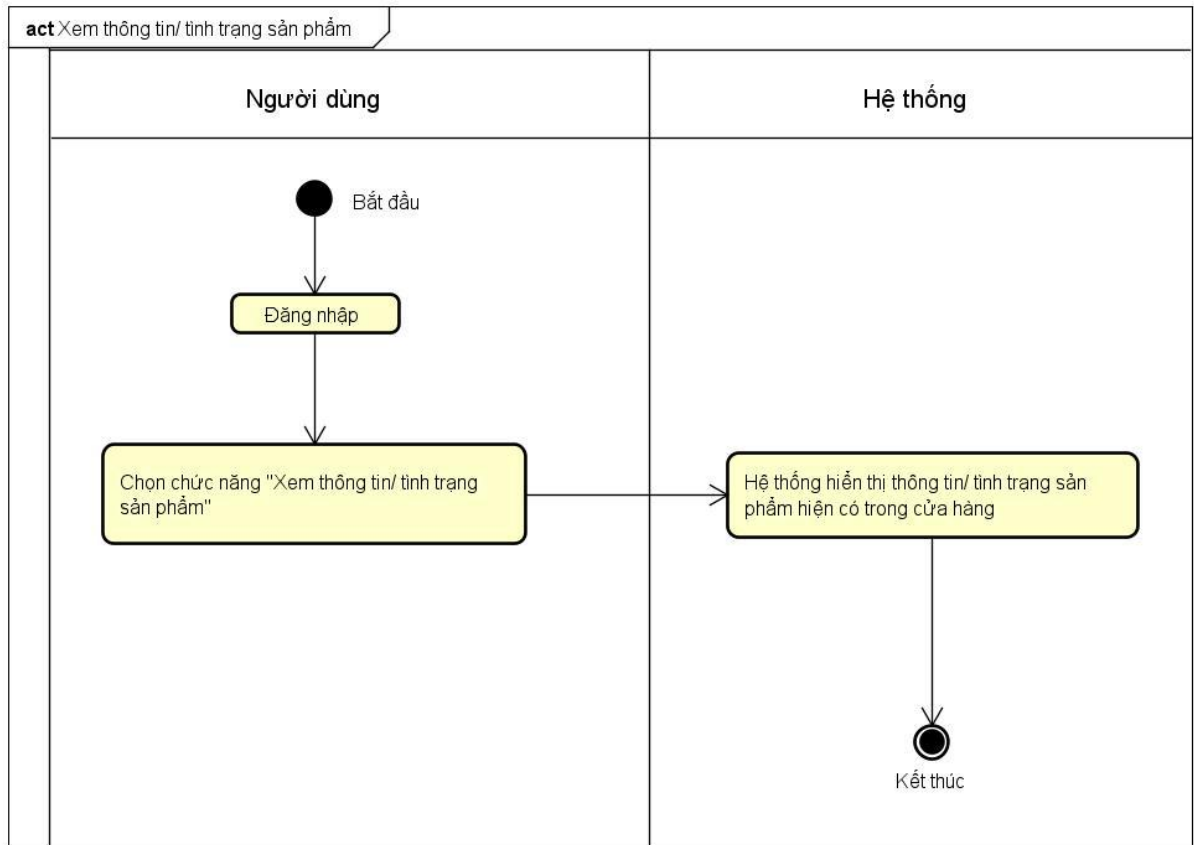 act Xem thông tin/ tình trạng sản phẩm
Người dùng
Hệ thống
Bắt đầu
Đăng nhập
Chọn chức năng "Xem thông tin/ tình trạng
sản phẩm"
Hệ thống hiển thị thông tin/ tình trạng sản
phẩm hiện có trong cửa hàng
Kết thúc